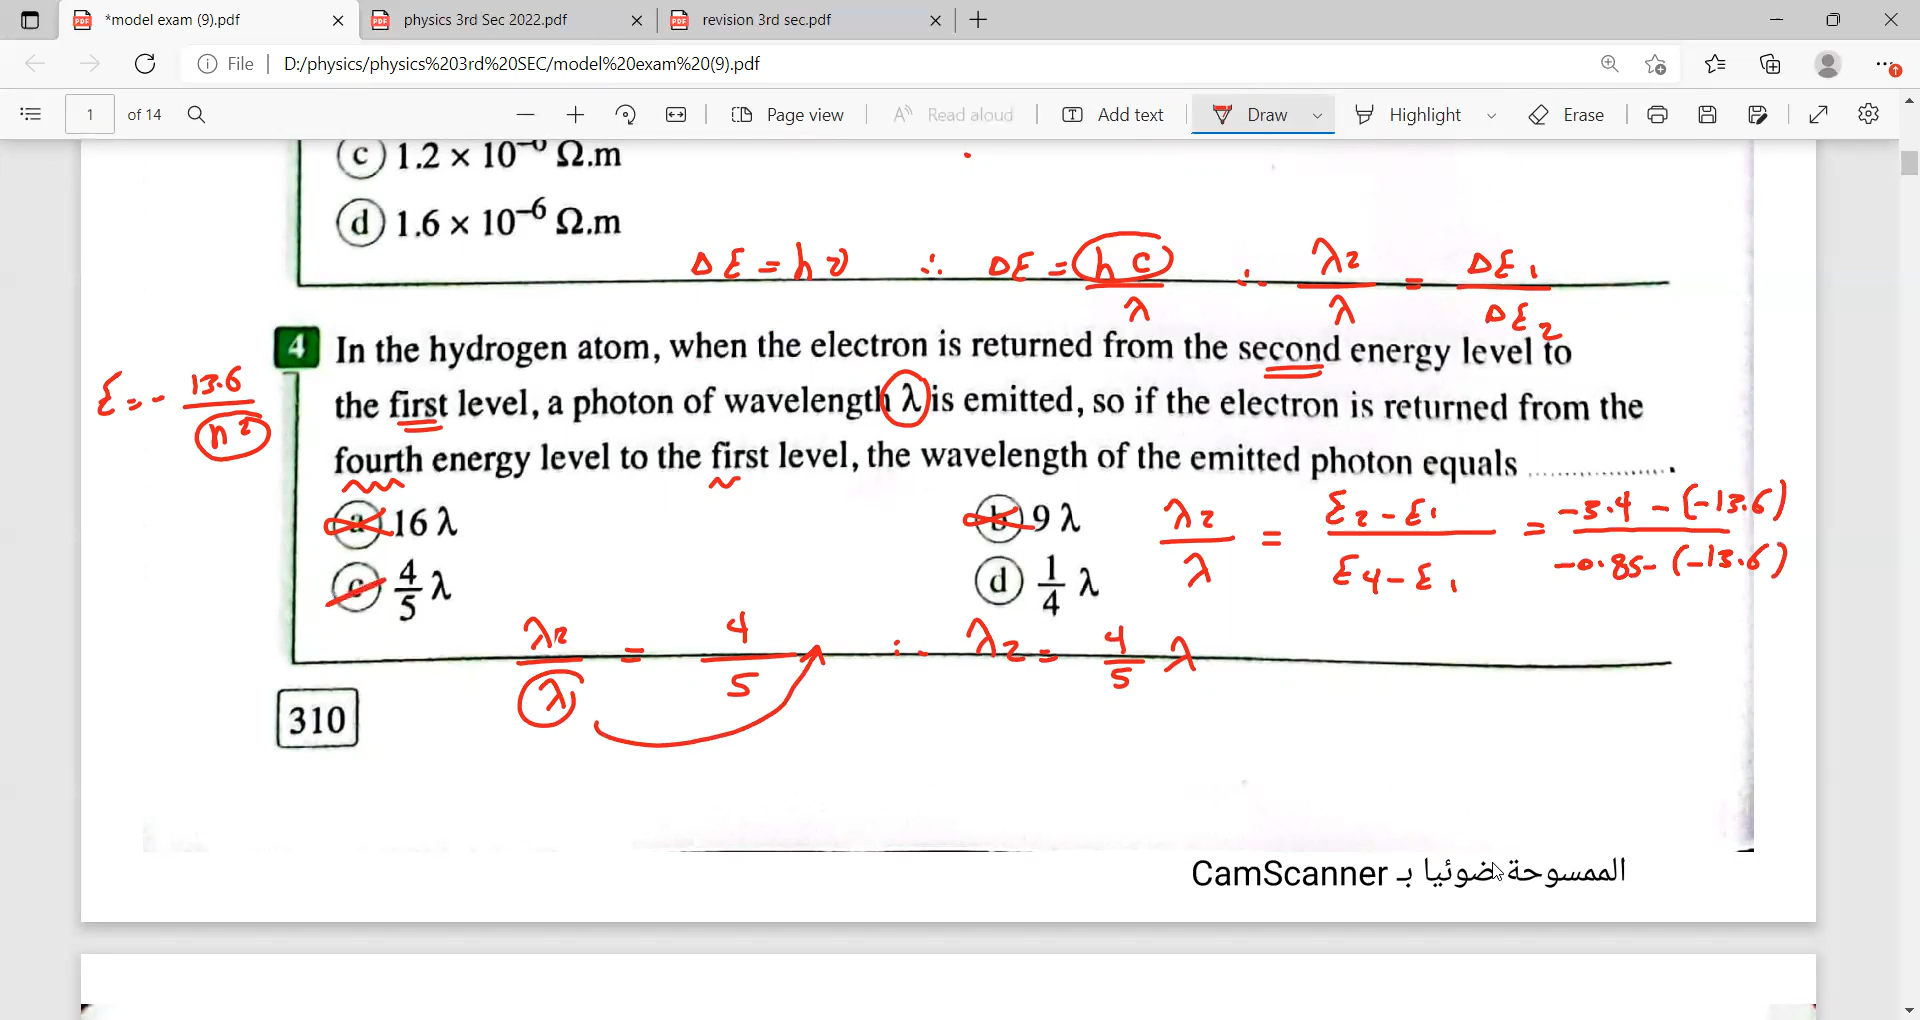 *model exam (9).pdf
physics 3rd Sec 2022.pdf
revision 3rd sec.pdf
File
D:/physics/physics%203rd%20SEC/model%20exam%20(9).pdf
1 of 14
Page view
Read aloud
Add text
Draw
Highlight
Erase
(c) 1.2 × 10⁻⁶ Ω.m
(d) 1.6 × 10⁻⁶ Ω.m
ΔE = hν ∴ ΔE = hc/λ ∴ λ2/λ = ΔE1/ΔE2
4 In the hydrogen atom, when the electron is returned from the second energy level to
the first level, a photon of wavelength λ is emitted, so if the electron is returned from the
fourth energy level to the first level, the wavelength of the emitted photon equals ...................
E = - 13.6/n²
(a) 16 λ
(b) 9 λ
(c) 4/5 λ
(d) 1/4 λ
λ2/λ = E2 - E1/E4 - E1 = -3.4 - (-13.6)/-0.85 - (-13.6)
λ2/λ1 = 4/5 ∴ λ2 = 4/5 λ
310
الممسوحة ضوئيا بـ CamScanner